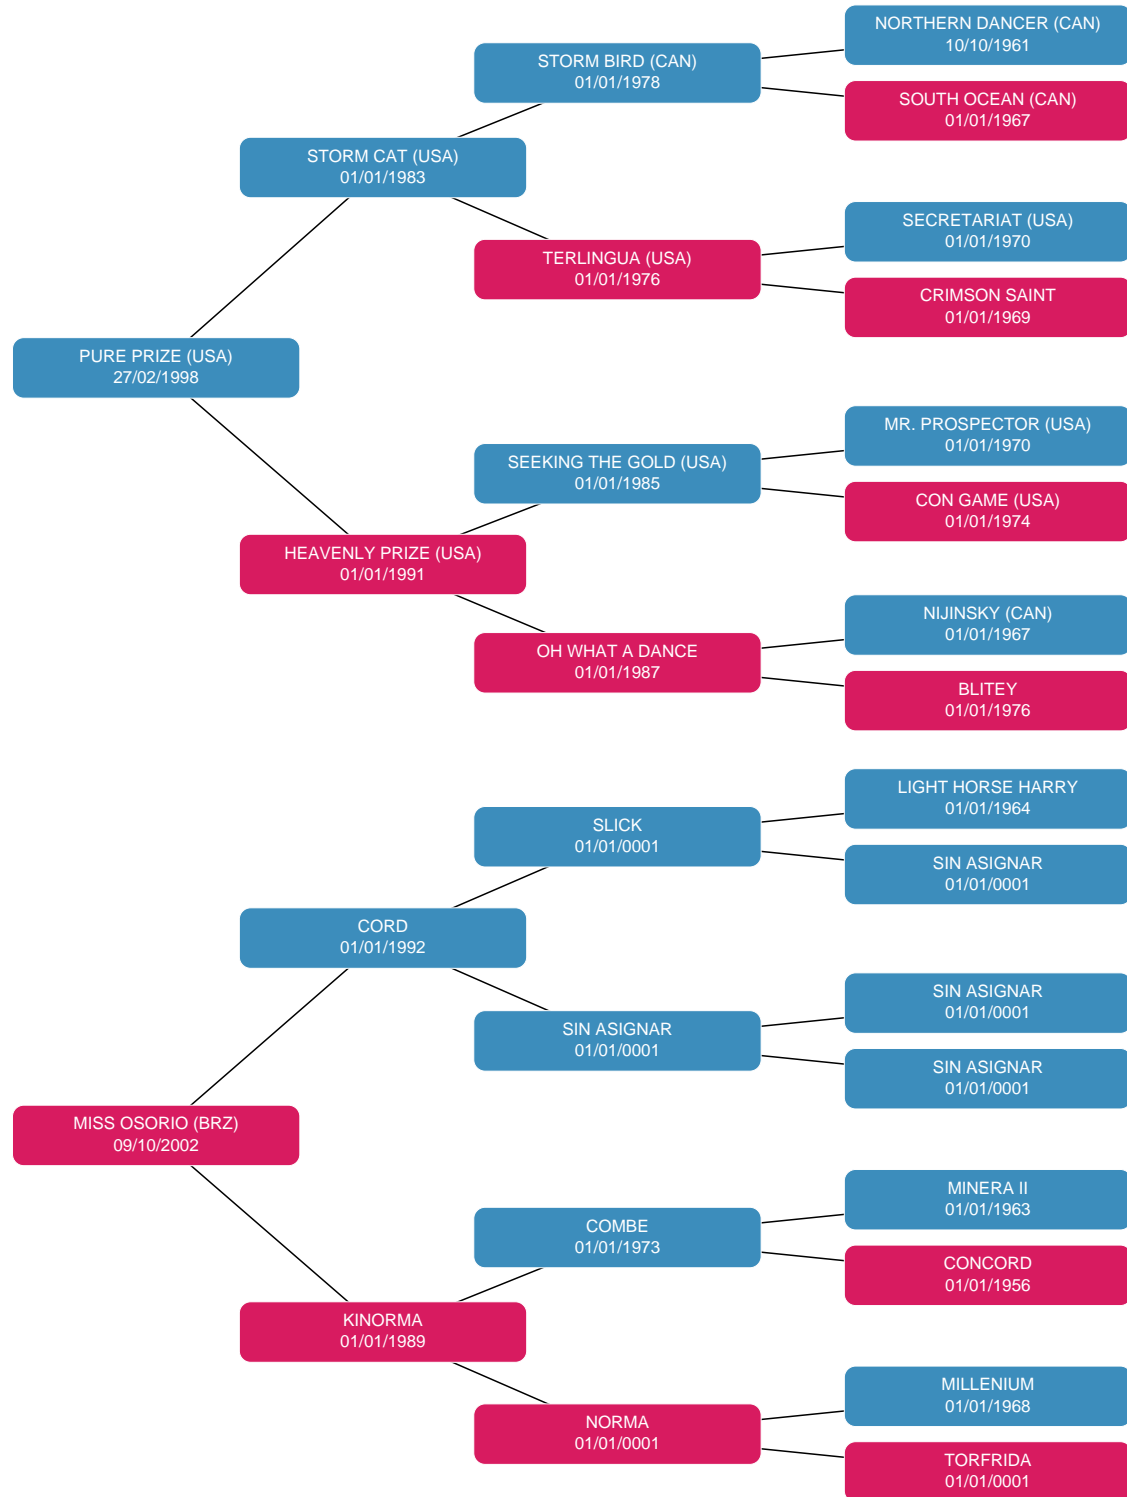 NORTHERN DANCER (CAN)
10/10/1961
STORM BIRD (CAN)
01/01/1978
SOUTH OCEAN (CAN)
01/01/1967
STORM CAT (USA)
01/01/1983
SECRETARIAT (USA)
01/01/1970
TERLINGUA (USA)
01/01/1976
CRIMSON SAINT
01/01/1969
PURE PRIZE (USA)
27/02/1998
MR. PROSPECTOR (USA)
01/01/1970
SEEKING THE GOLD (USA)
01/01/1985
CON GAME (USA)
01/01/1974
HEAVENLY PRIZE (USA)
01/01/1991
NIJINSKY (CAN)
01/01/1967
OH WHAT A DANCE
01/01/1987
BLITEY
01/01/1976
LIGHT HORSE HARRY
01/01/1964
SLICK
01/01/0001
SIN ASIGNAR
01/01/0001
CORD
01/01/1992
SIN ASIGNAR
01/01/0001
SIN ASIGNAR
01/01/0001
SIN ASIGNAR
01/01/0001
MISS OSORIO (BRZ)
09/10/2002
MINERA II
01/01/1963
COMBE
01/01/1973
CONCORD
01/01/1956
KINORMA
01/01/1989
MILLENIUM
01/01/1968
NORMA
01/01/0001
TORFRIDA
01/01/0001